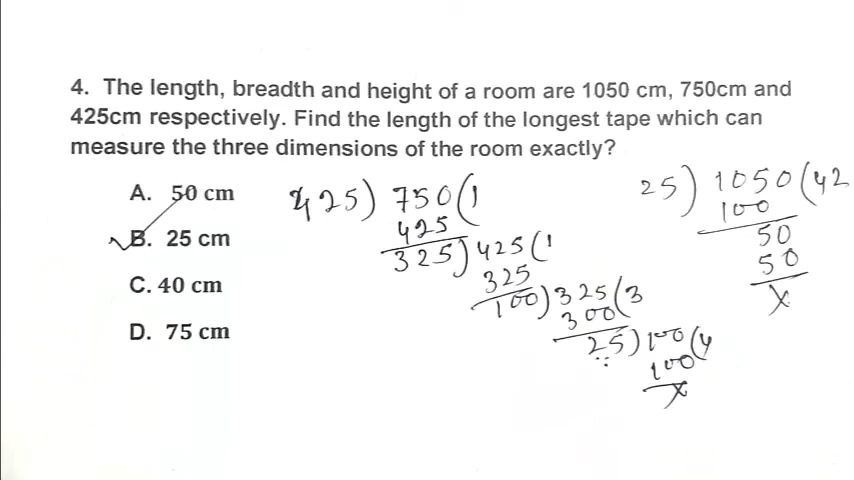 4. The length, breadth and height of a room are 1050 cm, 750cm and
425cm respectively. Find the length of the longest tape which can
measure the three dimensions of the room exactly?
A. 50 cm
B. 25 cm
C. 40 cm
D. 75 cm
425) 750(1
425
325) 425(1
325
100) 325(3
300
25) 100(4
100
x
25) 1050(42
100
50
50
x